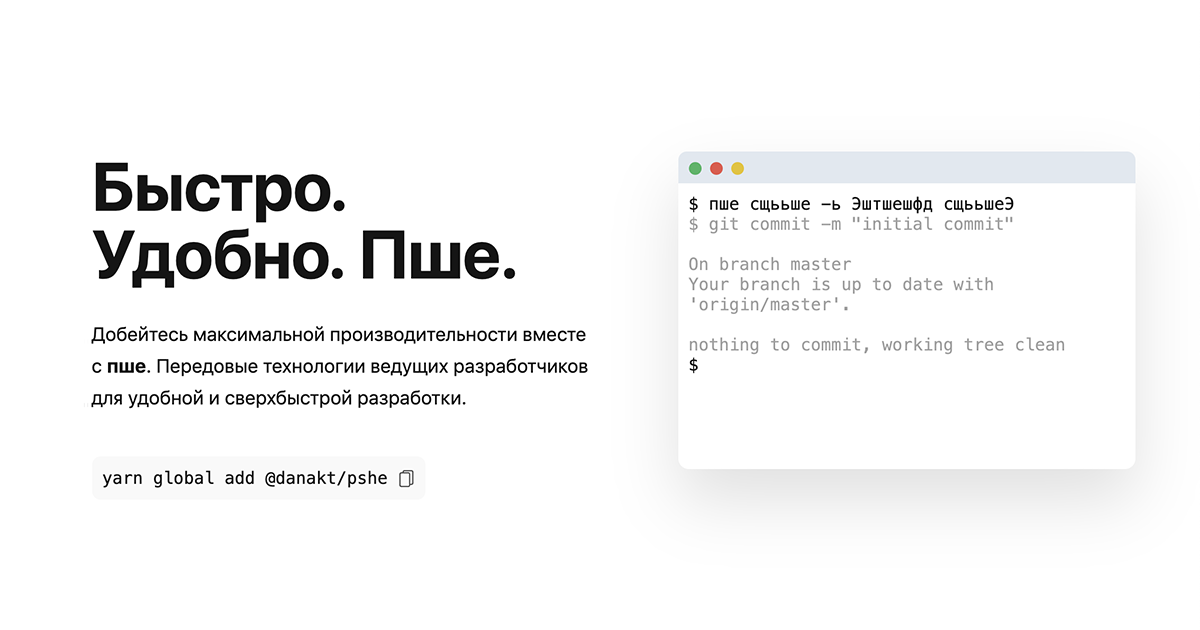 Быстро.
Удобно. Пше.
Добейтесь максимальной производительности вместе
с пше. Передовые технологии ведущих разработчиков
для удобной и сверхбыстрой разработки.
yarn global add @danakt/pshe
$ пше сщььше -ь Эштшешфд сщььшеЭ
$ git commit -m "initial commit"
On branch master
Your branch is up to date with
'origin/master'.
nothing to commit, working tree clean
$